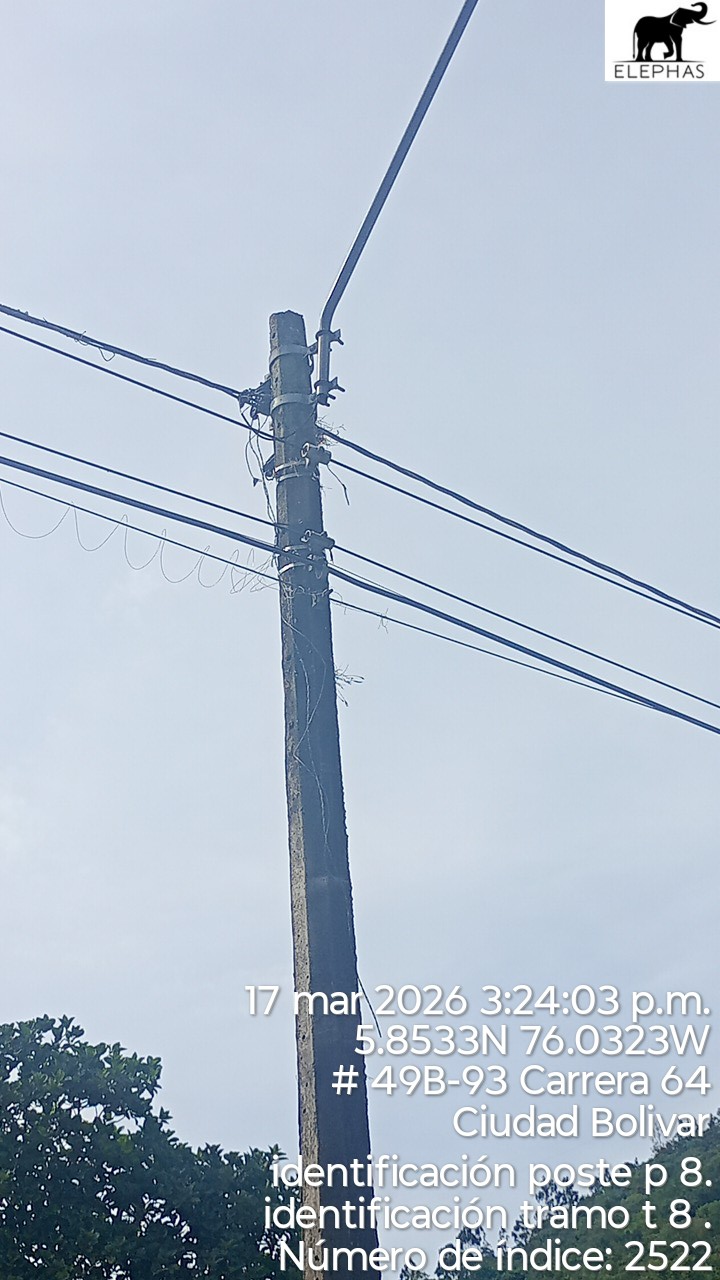 ELEPHAS
17 mar 2026 3:24:03 p.m.
5.8533N 76.0323W
# 49B-93 Carrera 64
Ciudad Bolivar
identificación poste p 8.
identificación tramo t 8 .
Número de índice: 2522